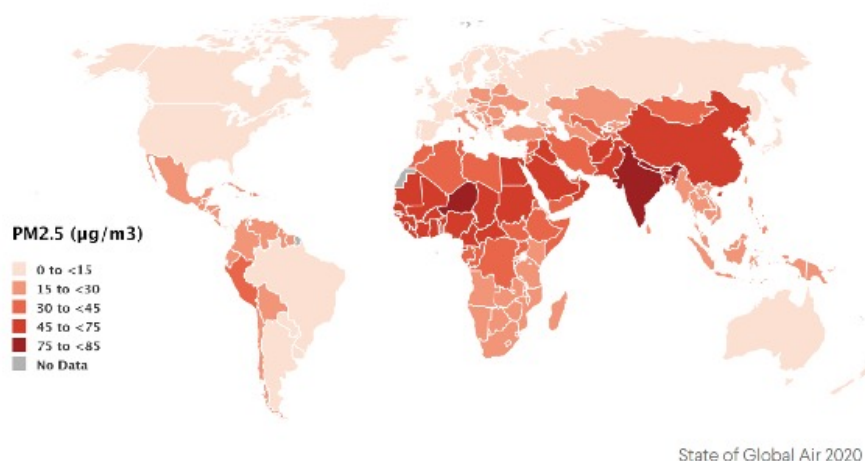 PM2.5 (µg/m3)
0 to <15
15 to <30
30 to <45
45 to <75
75 to <85
No Data
State of Global Air 2020